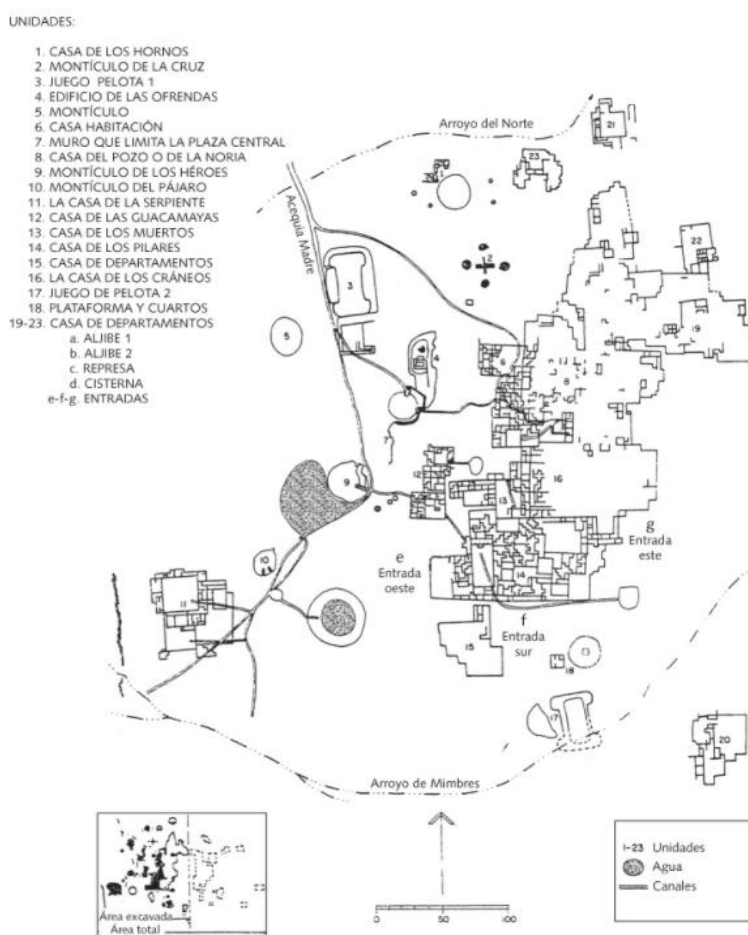 UNIDADES:
1. CASA DE LOS HORNOS
2. MONTÍCULO DE LA CRUZ
3. JUEGO PELOTA 1
4. EDIFICIO DE LAS OFRENDAS
5. MONTÍCULO
6. CASA HABITACIÓN
7. MURO QUE LIMITA LA PLAZA CENTRAL
8. CASA DEL POZO O DE LA NORIA
9. MONTÍCULO DE LOS HÉROES
10. MONTÍCULO DEL PÁJARO
11. LA CASA DE LA SERPIENTE
12. CASA DE LAS GUACAMAYAS
13. CASA DE LOS MUERTOS
14. CASA DE LOS PILARES
15. CASA DE DEPARTAMENTOS
16. LA CASA DE LOS CRÁNEOS
17. JUEGO DE PELOTA 2
18. PLATAFORMA Y CUARTOS
19-23. CASA DE DEPARTAMENTOS
a. ALJIBE 1
b. ALJIBE 2
c. REPRESA
d. CISTERNA
e-f-g. ENTRADAS
Arroyo del Norte
21
23
1
Acequia Madre
2
22
3
19
5
4
6
8
7
12
16
9
13
g
Entrada
este
e
Entrada
oeste
10
14
11
f
Entrada
sur
15
18
17
20
Arroyo de Mimbres
Área excavada
Área total
0 50 100
1-23 Unidades
Agua
Canales